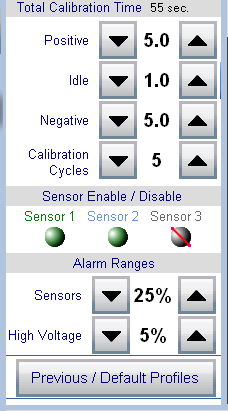 Total Calibration Time 55 sec.
Positive 5.0
Idle 1.0
Negative 5.0
Calibration
Cycles 5
Sensor Enable / Disable
Sensor 1 Sensor 2 Sensor 3
Alarm Ranges
Sensors 25%
High Voltage 5%
Previous / Default Profiles